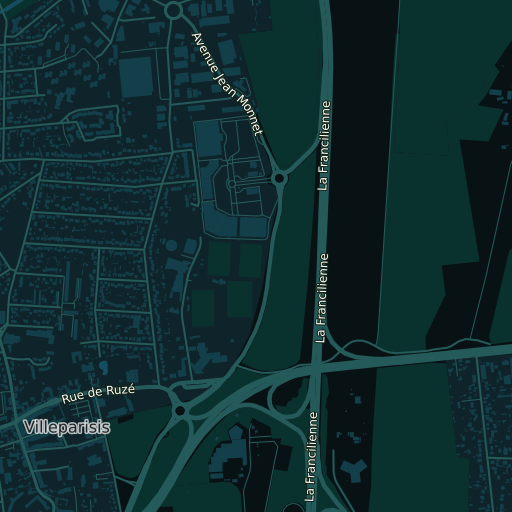 Avenue Jean Monnet
La Francilienne
La Francilienne
Rue de Ruzé
Villeparisis
La Francilienne